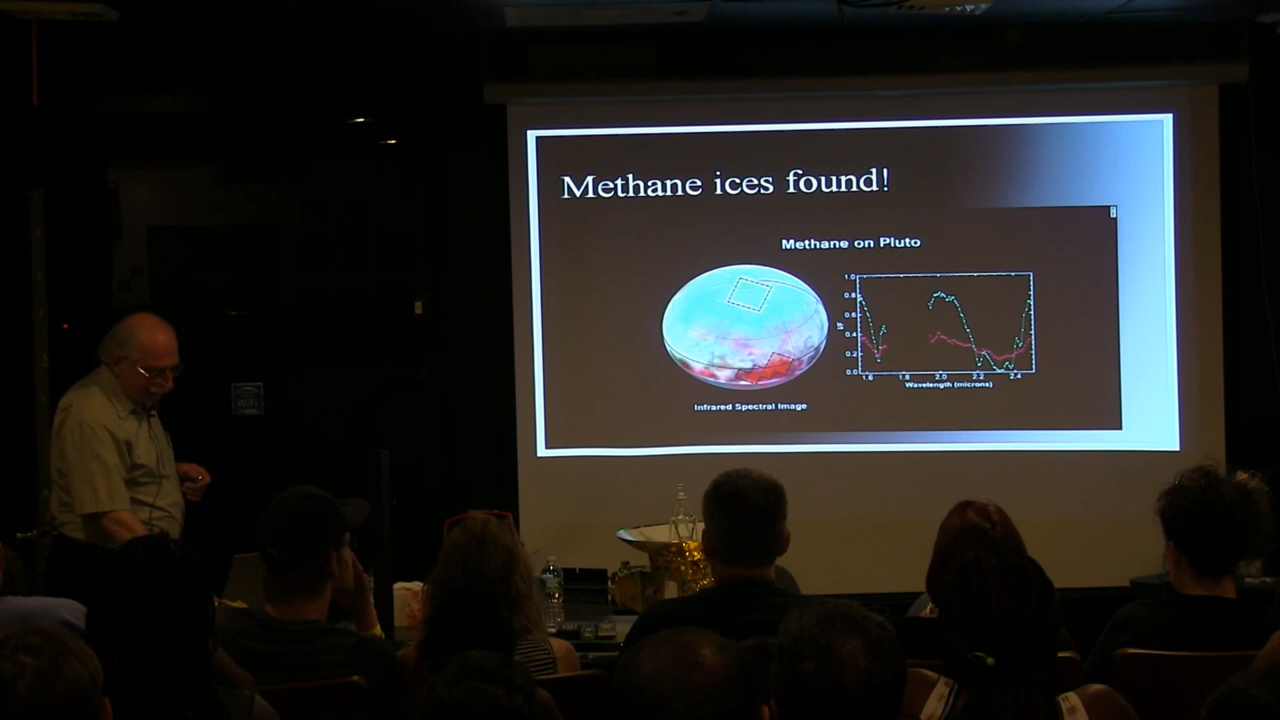 Methane ices found!
Methane on Pluto
1.0
0.8
0.6
0.4
0.2
0.0
1.6 1.8 2.0 2.2 2.4
Wavelength (microns)
Infrared Spectral Image
WiFi